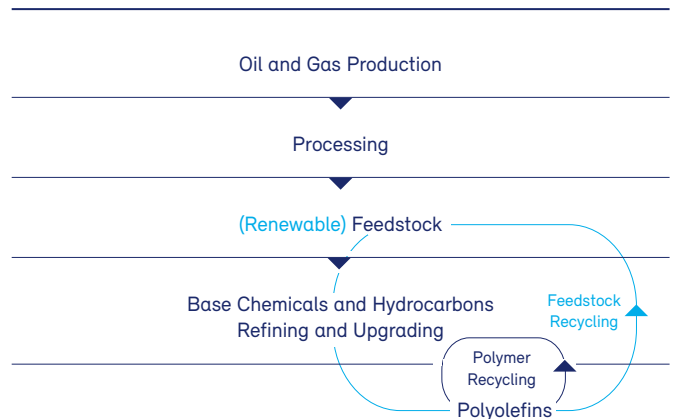 Oil and Gas Production
Processing
(Renewable) Feedstock
Base Chemicals and Hydrocarbons
Refining and Upgrading
Feedstock
Recycling
Polymer
Recycling
Polyolefins